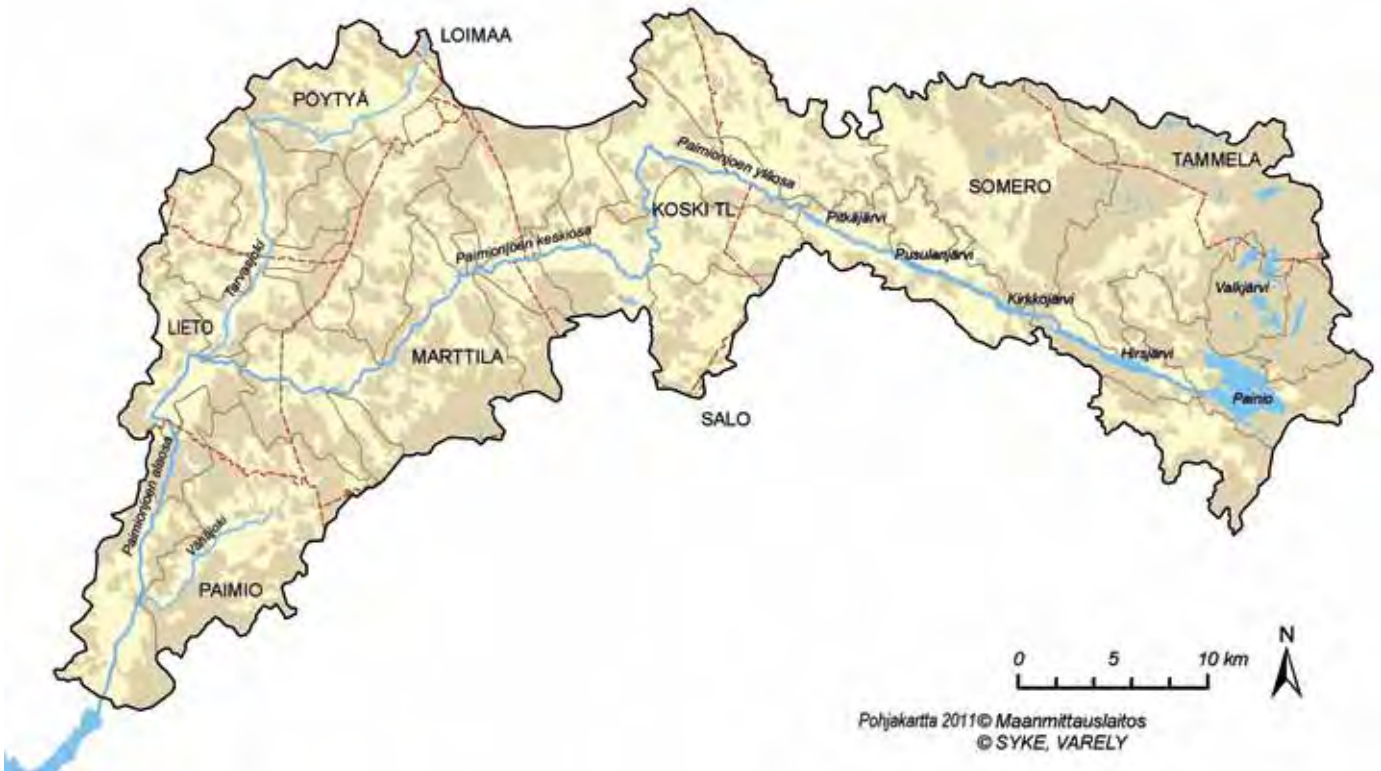 LOIMAA
PÖYTYÄ
TAMMELA
Paimionjoen yläosa
SOMERO
KOSKI TL
Pitkäjärvi
Paimionjoen keskiosa
Pusulanjärvi
Tarvasjoki
Valkjärvi
Kirkkojärvi
LIETO
MARTTILA
Hirsjärvi
Painio
SALO
Paimionjoen alaosa
Vähäjoki
PAIMIO
N
0 5 10 km
Pohjakartta 2011© Maanmittauslaitos
© SYKE, VARELY